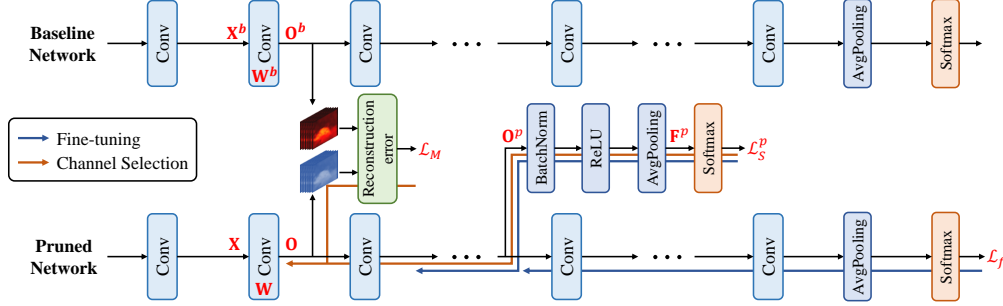 Baseline
Network
Conv
X^b
Conv
W^b
O^b
Conv
...
Conv
...
Conv
AvgPooling
Softmax
Fine-tuning
Channel Selection
Reconstruction
error
ℒ_M
O^p
BatchNorm
ReLU
AvgPooling
F^p
Softmax
ℒ_S^p
Pruned
Network
Conv
X
Conv
W
O
Conv
...
Conv
...
Conv
AvgPooling
Softmax
ℒ_f